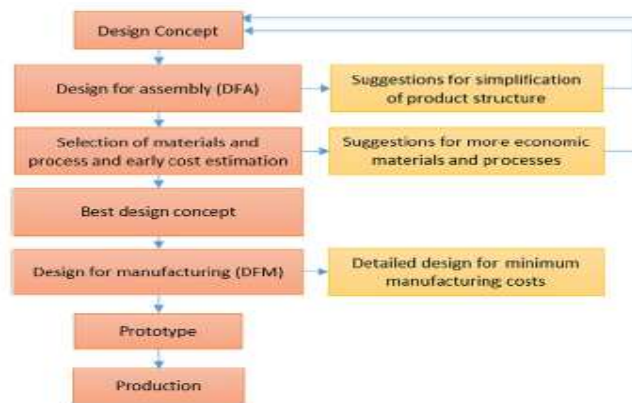 Design Concept
Design for assembly (DFA)
Suggestions for simplification
of product structure
Selection of materials and
process and early cost estimation
Suggestions for more economic
materials and processes
Best design concept
Design for manufacturing (DFM)
Detailed design for minimum
manufacturing costs
Prototype
Production